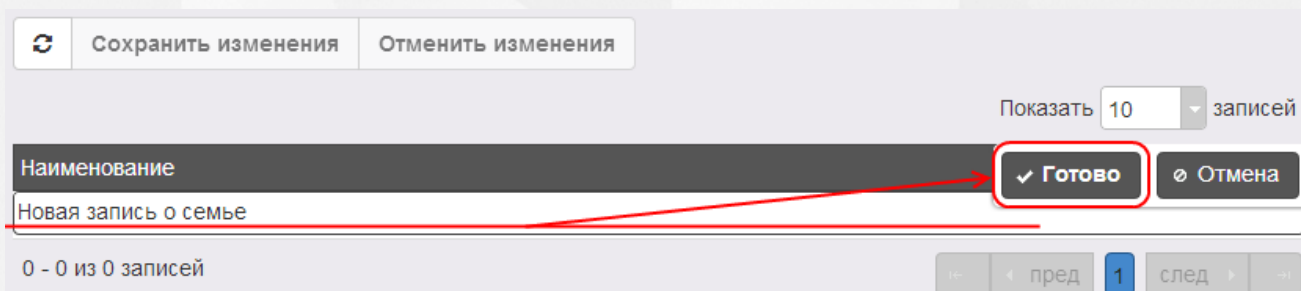 Сохранить изменения Отменить изменения
Показать 10 записей
Наименование Готово Отмена
Новая запись о семье
0 - 0 из 0 записей пред 1 след